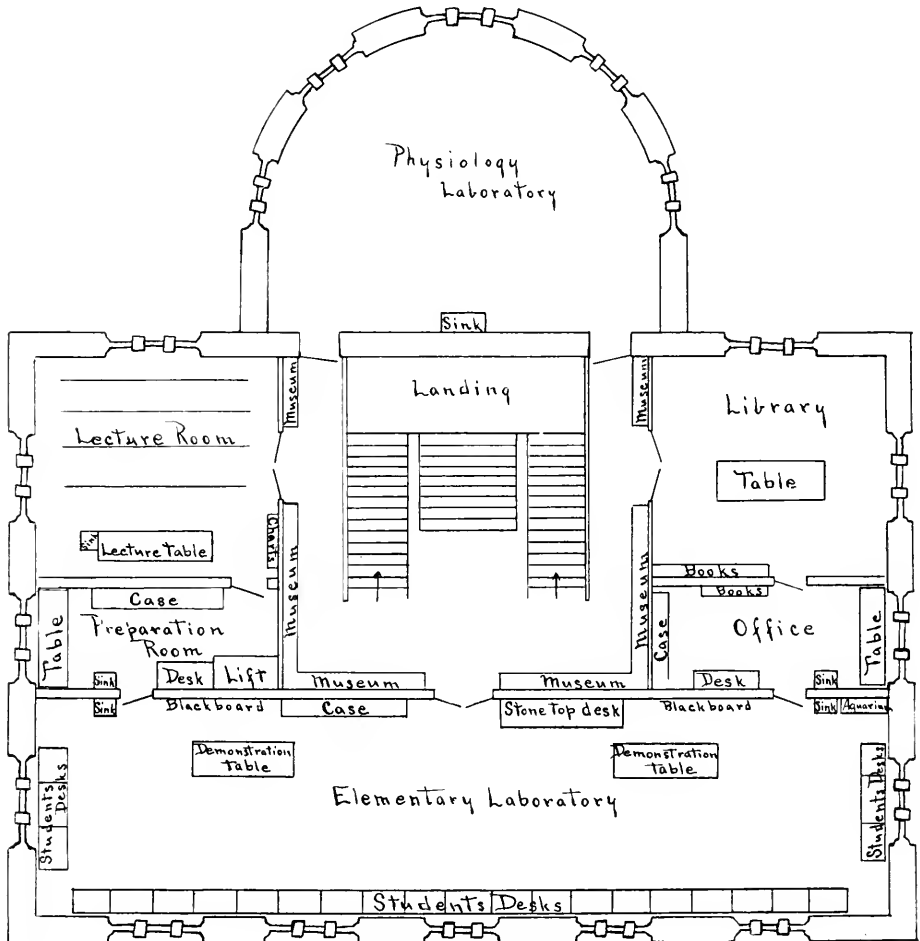 Physiology
Laboratory
Sink
Landing
Museum
Museum
Lecture Room
Library
Table
Sink
Lecture Table
Charts
Museum
Museum
Books
Books
Case
Preparation
Room
Table
Office
Case
Table
Sink
Desk
Lift
Museum
Museum
Desk
Sink
Sink
Blackboard
Case
Stone top desk
Blackboard
Sink
Aquarium
Demonstration
Table
Demonstration
Table
Elementary Laboratory
Students Desks
Students Desks
Students Desks